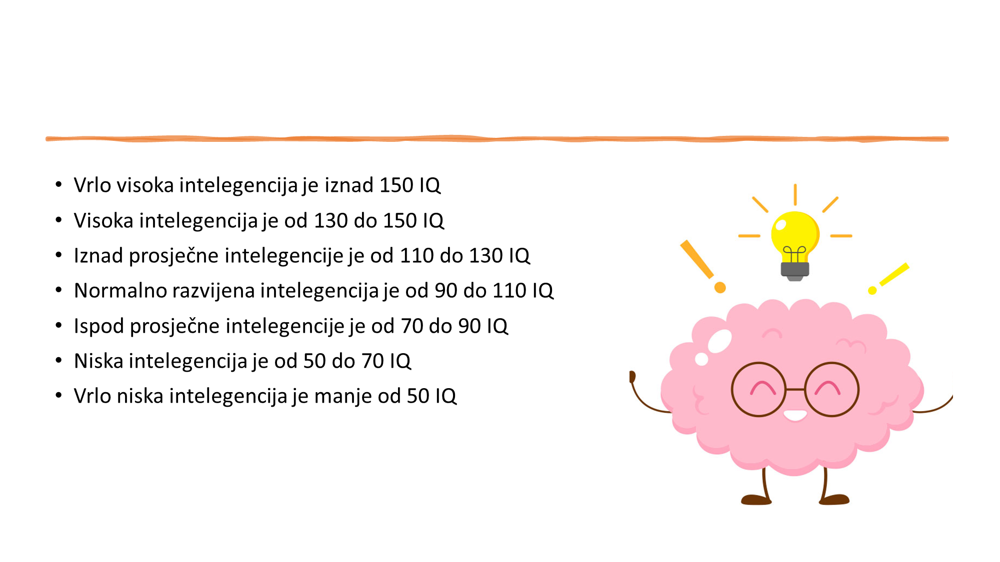 • Vrlo visoka intelegencija je iznad 150 IQ
• Visoka intelegencija je od 130 do 150 IQ
• Iznad prosječne intelegencije je od 110 do 130 IQ
• Normalno razvijena intelegencija je od 90 do 110 IQ
• Ispod prosječne intelegencije je od 70 do 90 IQ
• Niska intelegencija je od 50 do 70 IQ
• Vrlo niska intelegencija je manje od 50 IQ